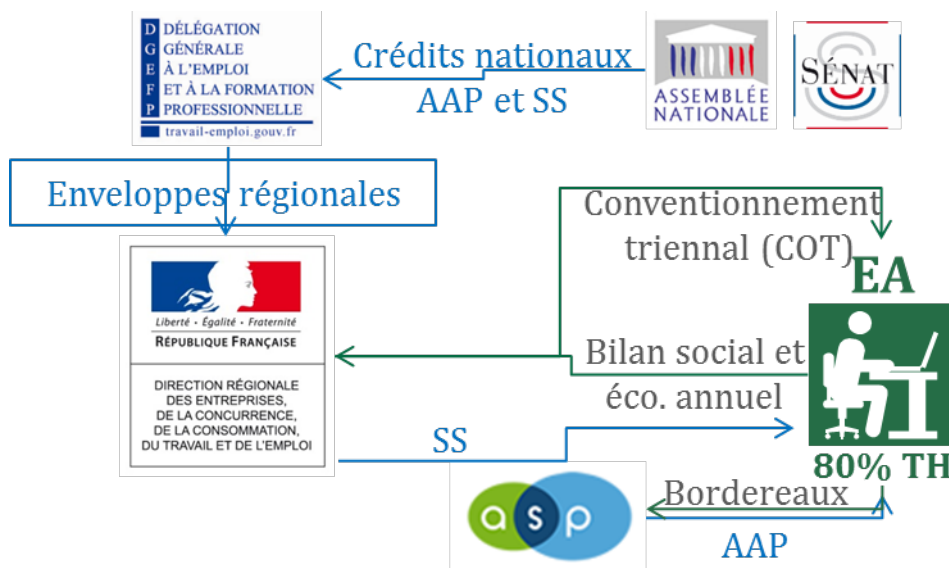 D DÉLÉGATION
G GÉNÉRALE
E À L'EMPLOI
F ET À LA FORMATION
P PROFESSIONNELLE
travail-emploi.gouv.fr
Crédits nationaux
AAP et SS
ASSEMBLÉE
NATIONALE
SÉNAT
Enveloppes régionales
Liberté • Égalité • Fraternité
RÉPUBLIQUE FRANÇAISE
DIRECTION RÉGIONALE
DES ENTREPRISES,
DE LA CONCURRENCE,
DE LA CONSOMMATION,
DU TRAVAIL ET DE L'EMPLOI
Conventionnement
triennal (COT)
EA
Bilan social et
éco. annuel
SS
80% TH
asp
Bordereaux
AAP